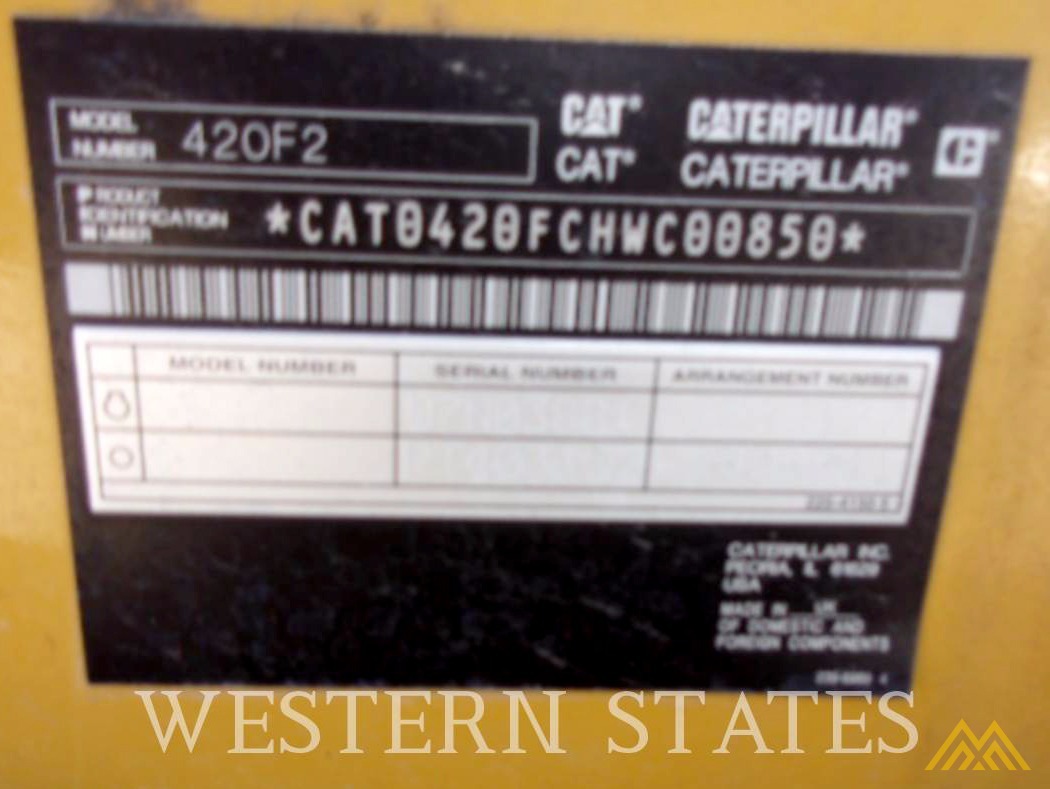 MODEL NUMBER 420F2
CAT® CATERPILLAR®
CAT® CATERPILLAR®
PRODUCT IDENTIFICATION NUMBER *CAT0420FCHWC00850*
MODEL NUMBER SERIAL NUMBER ARRANGEMENT NUMBER
CATERPILLAR INC.
PEORIA, IL 61629
USA
MADE IN UK
OF DOMESTIC AND
FOREIGN COMPONENTS
WESTERN STATES